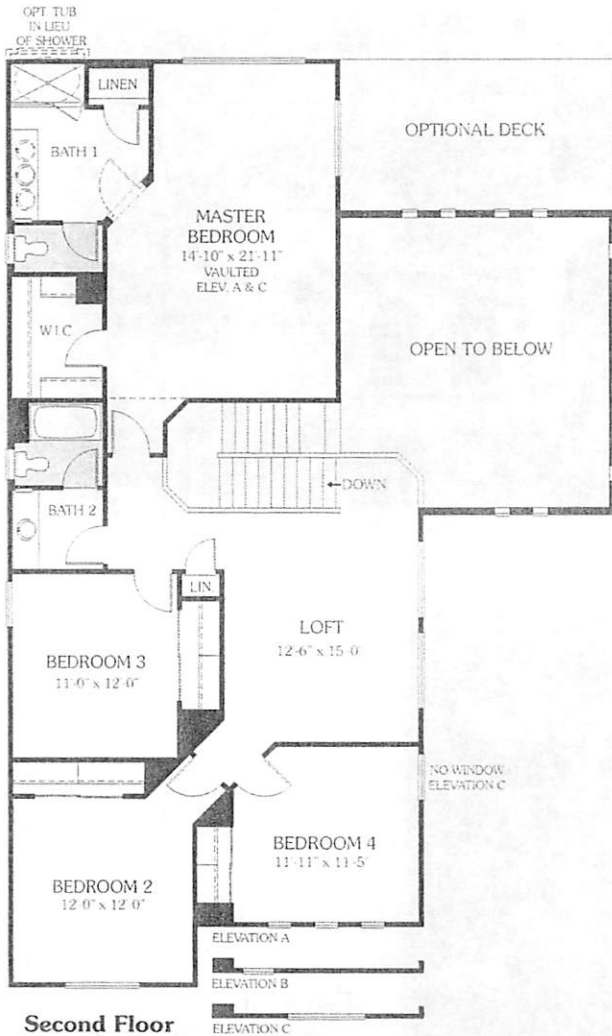 OPT. TUB
IN LIEU
OF SHOWER
LINEN
BATH 1
OPTIONAL DECK
MASTER
BEDROOM
14'-10" x 21'-11"
VAULTED
ELEV. A & C
W.I.C
OPEN TO BELOW
DOWN
BATH 2
LIN
LOFT
12'-6" x 15'-0"
BEDROOM 3
11'-0" x 12'-0"
NO WINDOW
ELEVATION C
BEDROOM 4
11'-11" x 11'-5"
BEDROOM 2
12'-0" x 12'-0"
ELEVATION A
ELEVATION B
ELEVATION C
Second Floor